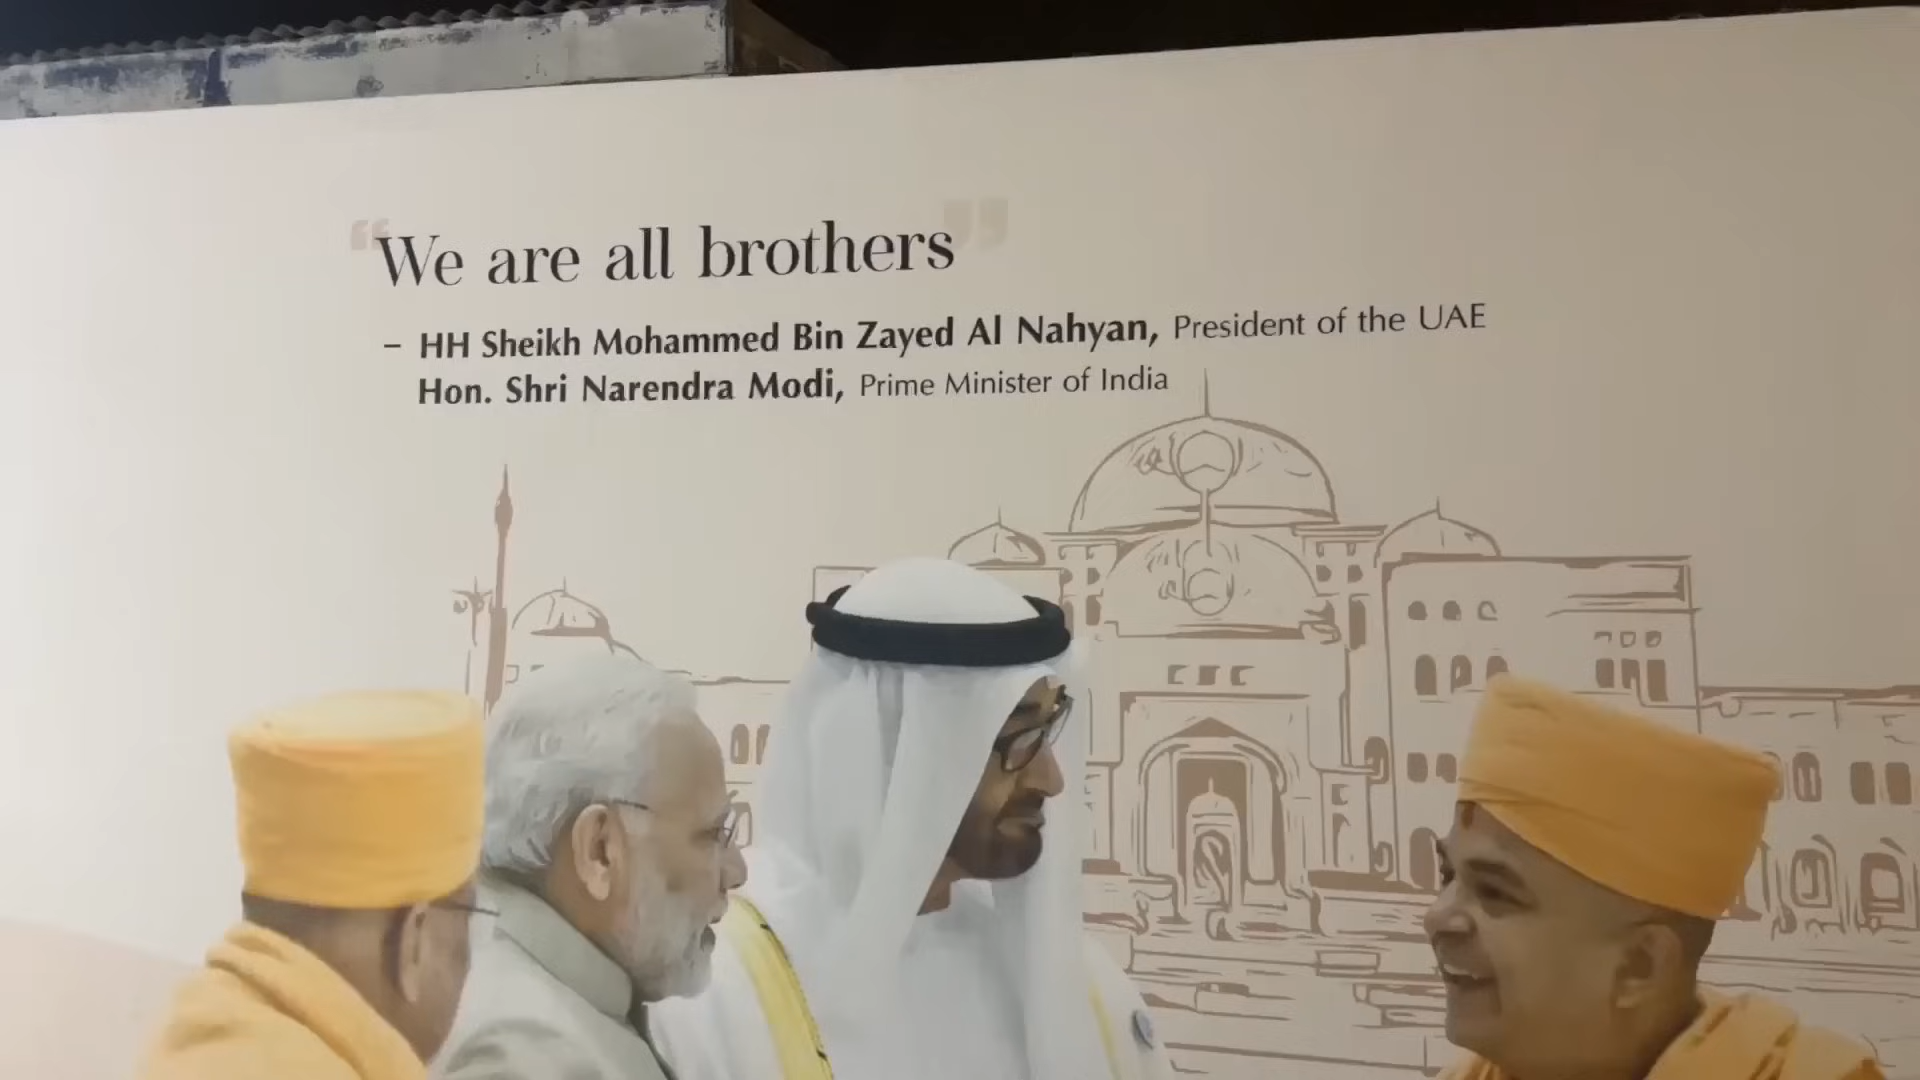 “We are all brothers”
– HH Sheikh Mohammed Bin Zayed Al Nahyan, President of the UAE
Hon. Shri Narendra Modi, Prime Minister of India